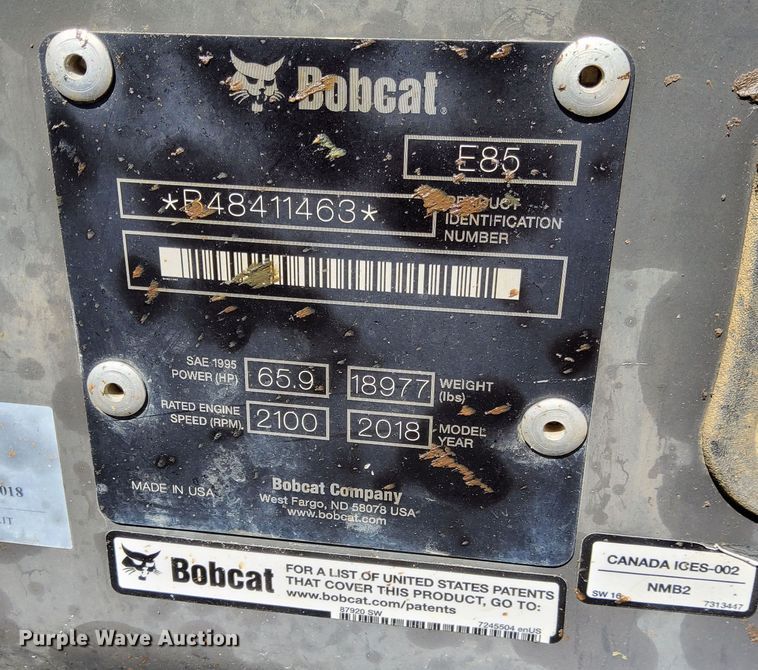 Bobcat®
E85
*B48411463*
PRODUCT
IDENTIFICATION
NUMBER
SAE 1995
POWER (HP)
65.9
18977
WEIGHT
(lbs)
RATED ENGINE
SPEED (RPM)
2100
2018
MODEL
YEAR
MADE IN USA
Bobcat Company
West Fargo, ND 58078 USA
www.bobcat.com
018
LIT
Bobcat
FOR A LIST OF UNITED STATES PATENTS
THAT COVER THIS PRODUCT, GO TO:
www.bobcat.com/patents
87920 SW
7245504 enUS
CANADA ICES-002
NMB2
SW 16
7313447
Purple Wave Auction